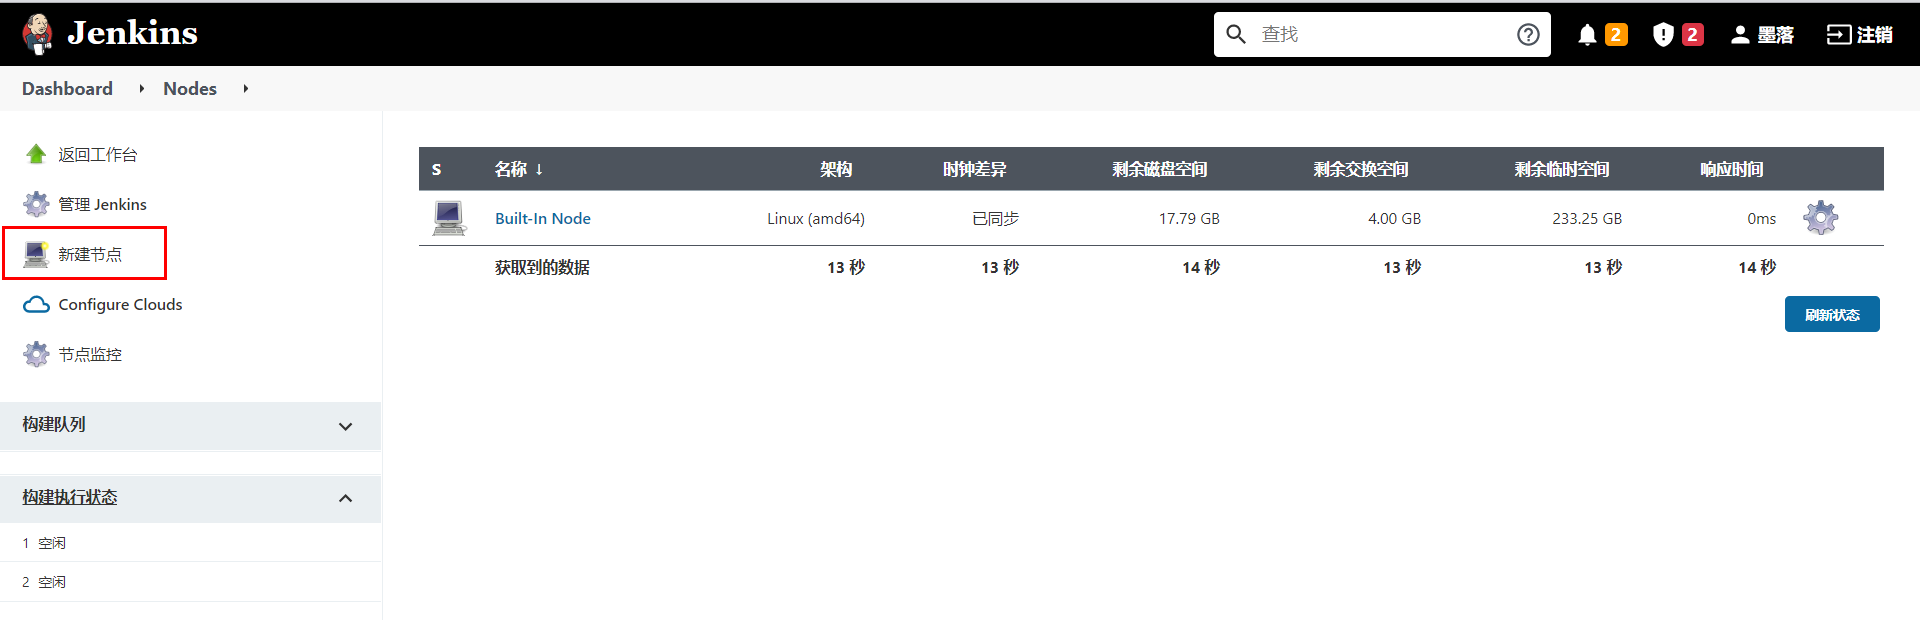 Jenkins
查找
2
2
墨落
注销
Dashboard
Nodes
返回工作台
管理 Jenkins
新建节点
Configure Clouds
节点监控
构建队列
构建执行状态
1 空闲
2 空闲
S 名称 ↓ 架构 时钟差异 剩余磁盘空间 剩余交换空间 剩余临时空间 响应时间
Built-In Node Linux (amd64) 已同步 17.79 GB 4.00 GB 233.25 GB 0ms
获取到的数据 13 秒 13 秒 14 秒 13 秒 13 秒 14 秒
刷新状态